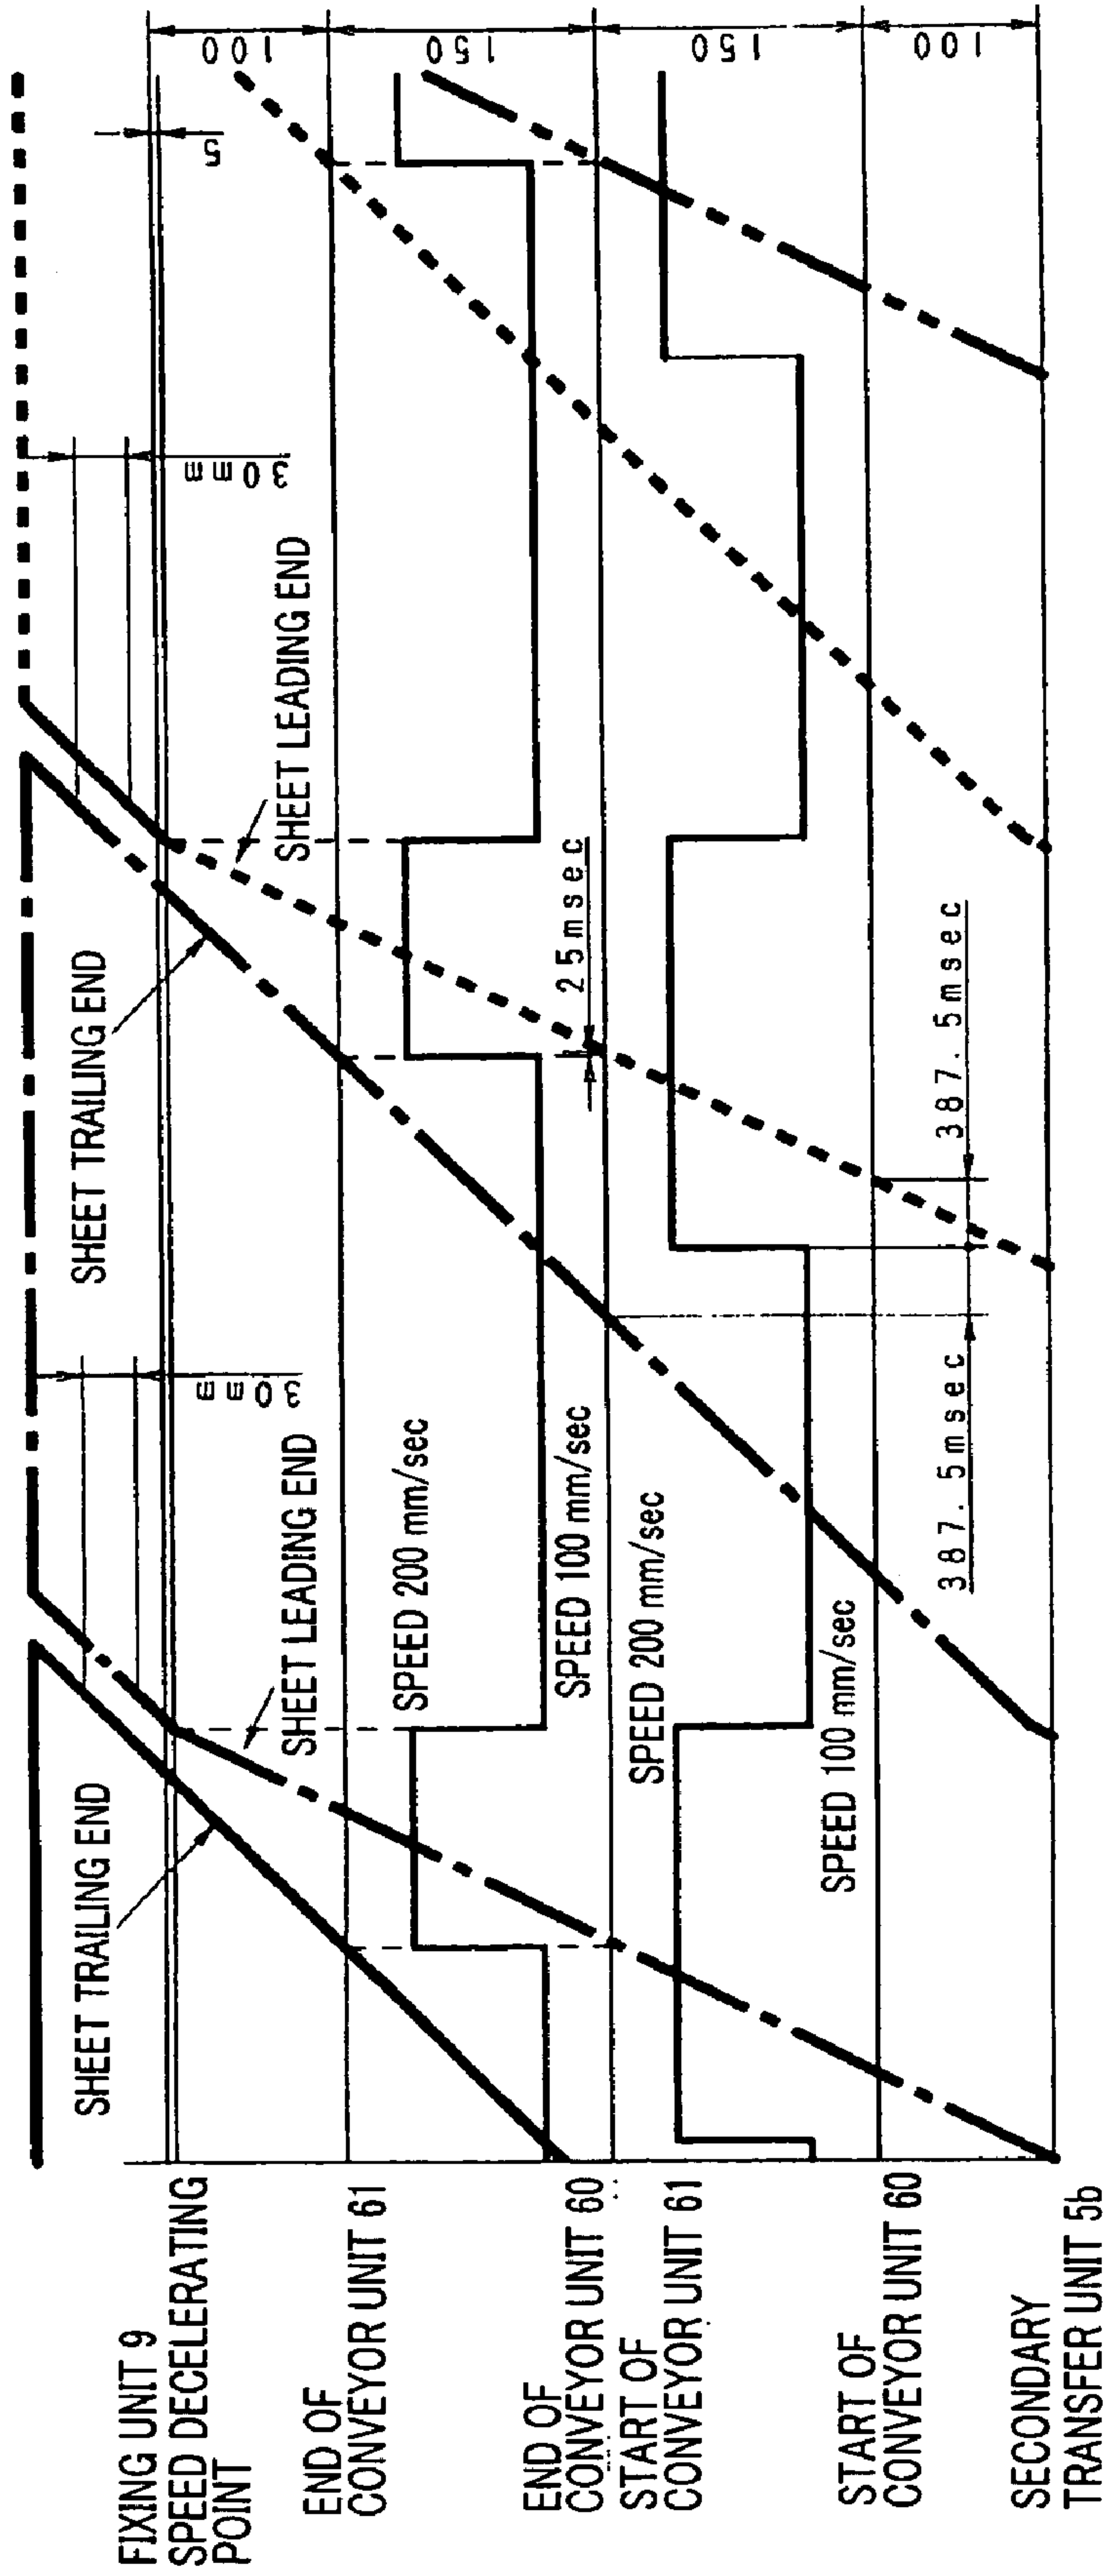 FIXING UNIT 9
SPEED DECELERATING
POINT
END OF
CONVEYOR UNIT 61
END OF
CONVEYOR UNIT 60
START OF
CONVEYOR UNIT 61
START OF
CONVEYOR UNIT 60
SECONDARY
TRANSFER UNIT 5b
SHEET TRAILING END
SHEET LEADING END
30mm
SPEED 200 mm/sec
SPEED 100 mm/sec
SPEED 200 mm/sec
SPEED 100 mm/sec
SHEET TRAILING END
SHEET LEADING END
30mm
25msec
387.5msec
387.5msec
5
100
150
150
100